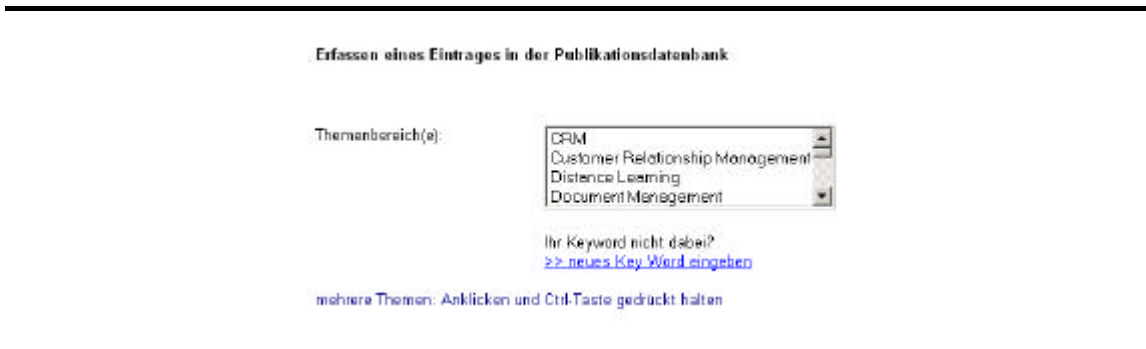 Erfassen eines Eintrages in der Publikationsdatenbank
Themenbereich(e):
CRM
Customer Relationship Management
Distance Learning
Document Management
Ihr Keyword nicht dabei?
>> neues Key Word eingeben
mehrere Themen: Anklicken und Ctrl-Taste gedrückt halten